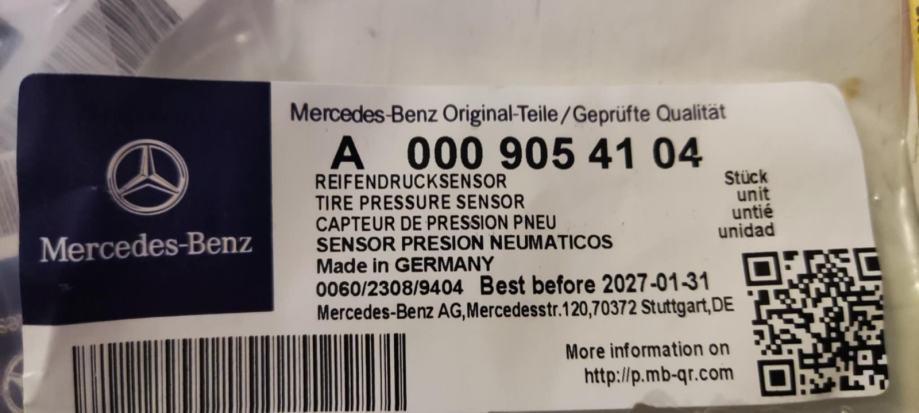 Mercedes-Benz
Mercedes-Benz Original-Teile/Geprüfte Qualität
A 000 905 41 04
REIFENDRUCKSENSOR
TIRE PRESSURE SENSOR
CAPTEUR DE PRESSION PNEU
SENSOR PRESION NEUMATICOS
Stück
unit
untié
unidad
Made in GERMANY
0060/2308/9404 Best before 2027-01-31
Mercedes-Benz AG,Mercedesstr.120,70372 Stuttgart,DE
More information on
http://p.mb-qr.com